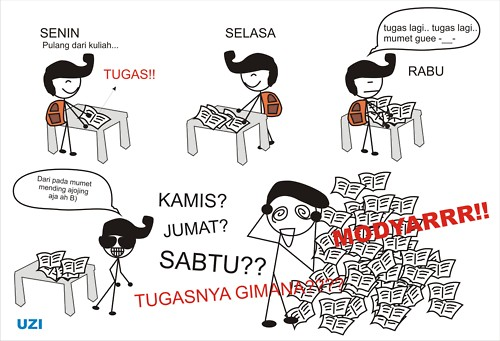 SENIN
Pulang dari kuliah...
TUGAS!!
SELASA
tugas lagi.. tugas lagi..
mumet guee -__-
RABU
Dari pada mumet
mending ajojing
aja ah B)
KAMIS?
JUMAT?
SABTU??
TUGASNYA GIMANA????
MODYARRR!!
UZI